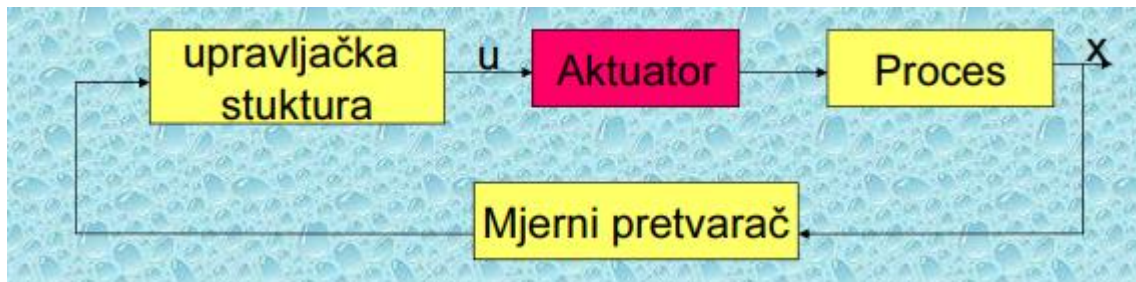 upravljačka
stuktura
u
Aktuator
Proces
x
Mjerni pretvarač